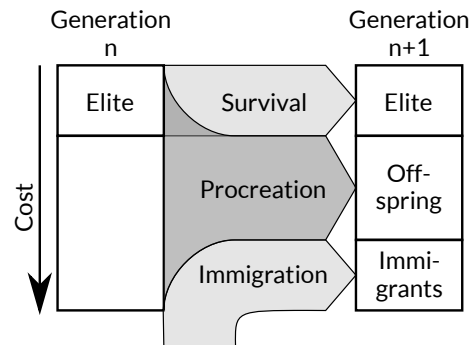 Generation
n
Generation
n+1
Elite
Survival
Elite
Cost
Procreation
Off-
spring
Immigration
Immi-
grants